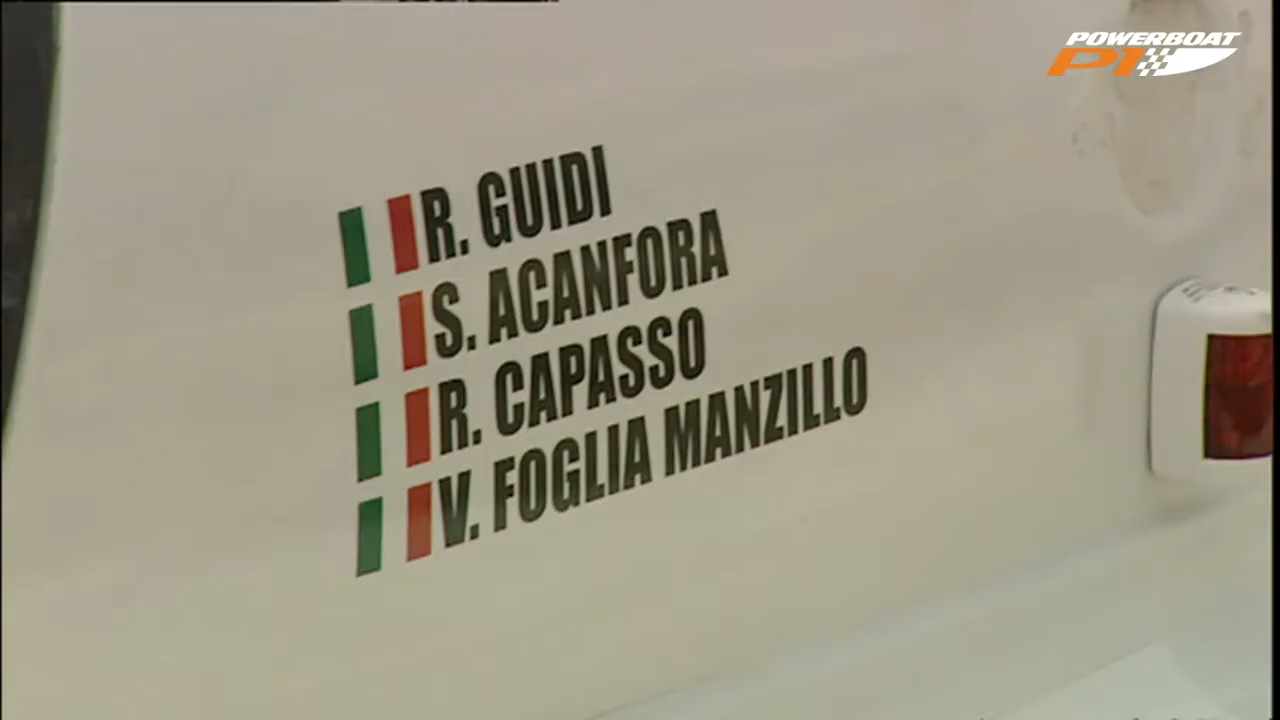 POWERBOAT
P1
R. GUIDI
S. ACANFORA
R. CAPASSO
V. FOGLIA MANZILLO